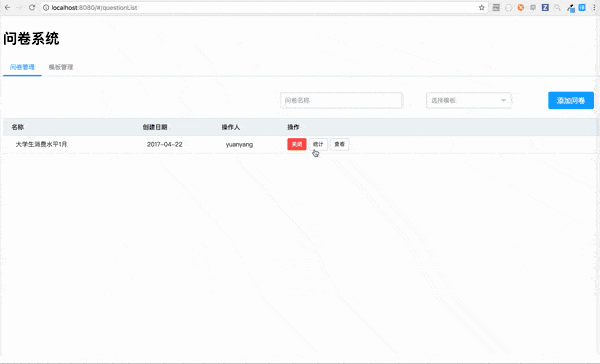 localhost:8080/#/questionList
问卷系统
问卷管理 模板管理
问卷名称 选择模板 添加问卷
名称 创建日期 操作人 操作
大学生消费水平1月 2017-04-22 yuanyang 关闭 统计 查看